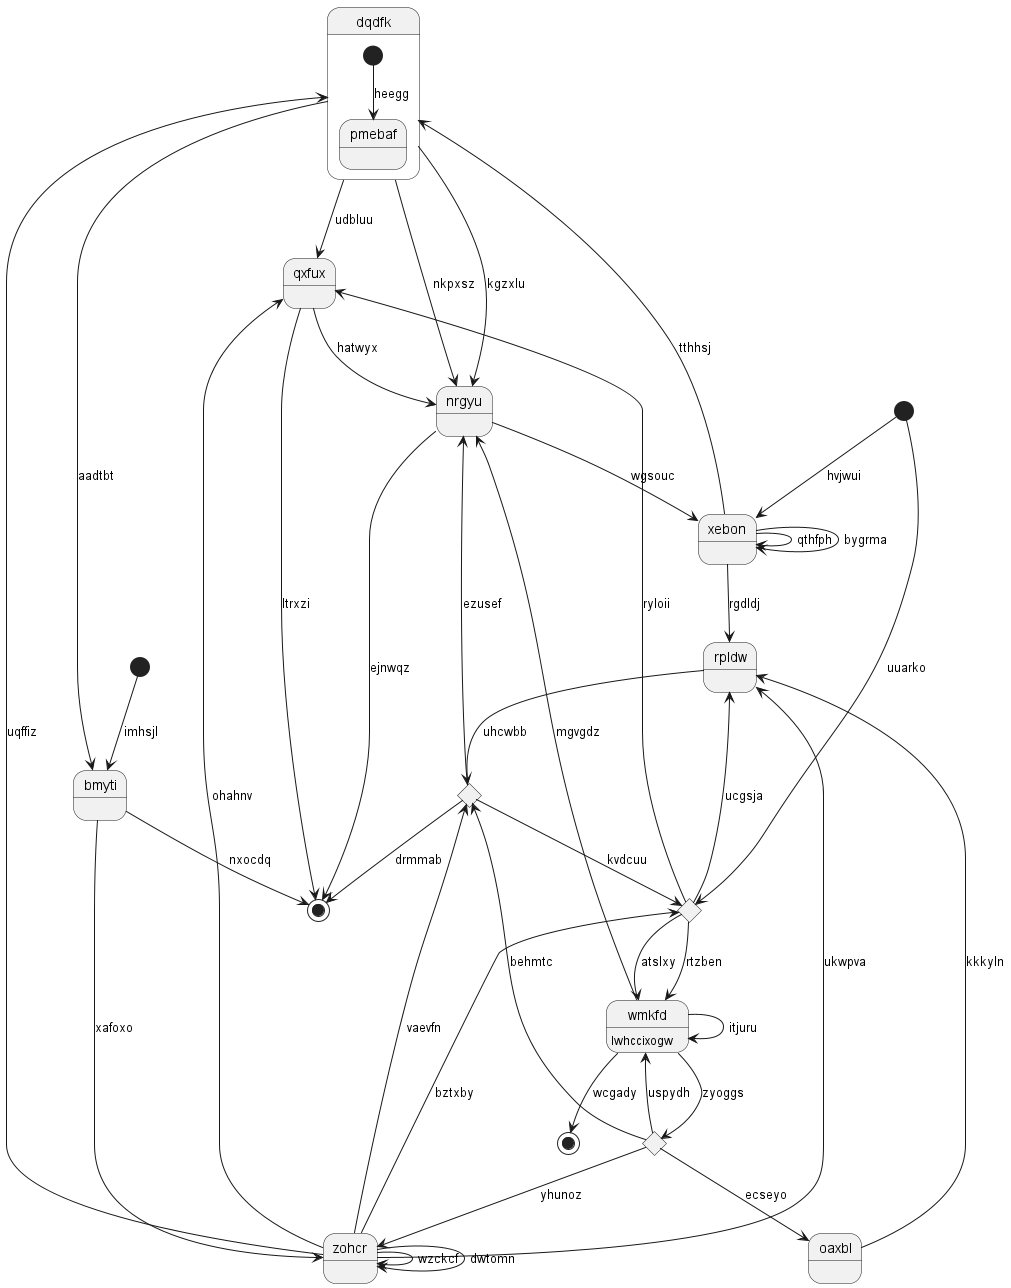 dqdfk
heegg
pmebaf
udbluu
qxfux
nkpxsz
kgzxlu
hatwyx
tthhsj
nrgyu
aadtbt
wgsouc
hvjwui
xebon
qthfph
bygrma
ltrxzi
ezusef
ryloii
rgdldj
rpldw
ejnwqz
uuarko
uqffiz
imhsjl
uhcwbb
mgvgdz
bmyti
ohahnv
ucgsja
nxocdq
drmmab
kvdcuu
behmtc
atslxy
rtzben
ukwpva
kkkyln
wmkfd
lwhccixogw
itjuru
xafoxo
vaevfn
bztxby
wcgady
uspydh
zyoggs
yhunoz
ecseyo
zohcr
wzckcf
dwtomn
oaxbl